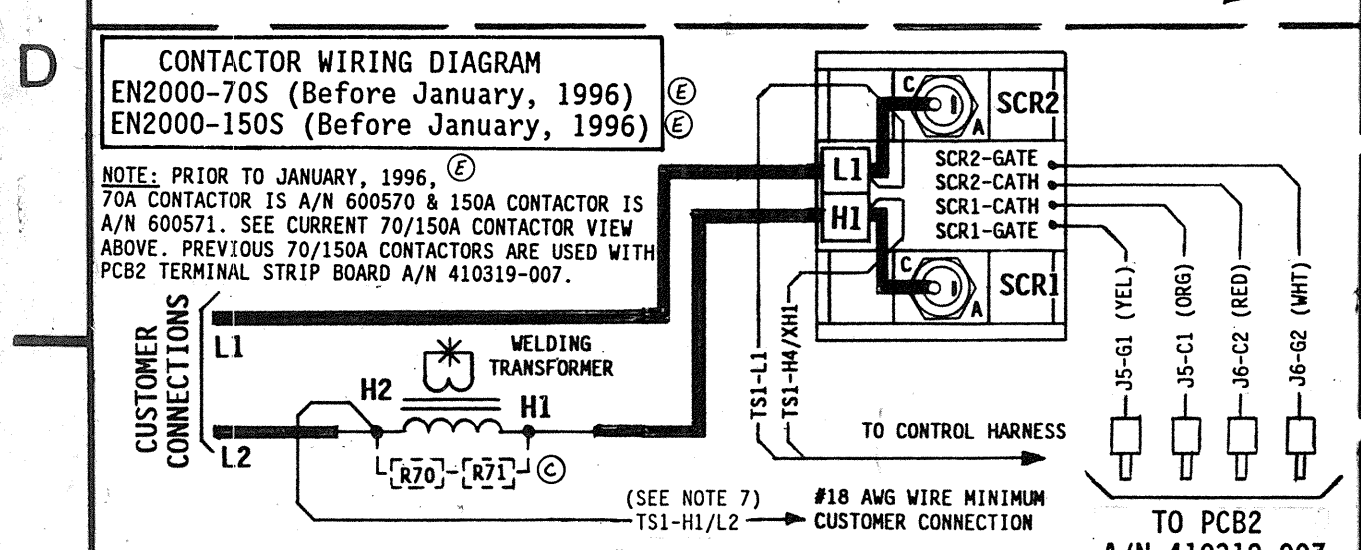 D
CONTACTOR WIRING DIAGRAM
EN2000-70S (Before January, 1996) E
EN2000-150S (Before January, 1996) E
NOTE: PRIOR TO JANUARY, 1996, E
70A CONTACTOR IS A/N 600570 & 150A CONTACTOR IS
A/N 600571. SEE CURRENT 70/150A CONTACTOR VIEW
ABOVE. PREVIOUS 70/150A CONTACTORS ARE USED WITH
PCB2 TERMINAL STRIP BOARD A/N 410319-007.
CUSTOMER
CONNECTIONS
L1
L2
WELDING
TRANSFORMER
H2
H1
R70
R71
C
C
A
SCR2
L1
H1
SCR2-GATE
SCR2-CATH
SCR1-CATH
SCR1-GATE
C
A
SCR1
TS1-L1
TS1-H4/XH1
TO CONTROL HARNESS
(SEE NOTE 7)
TS1-H1/L2
#18 AWG WIRE MINIMUM
CUSTOMER CONNECTION
J5-G1 (YEL)
J5-C1 (ORG)
J6-C2 (RED)
J6-G2 (WHT)
TO PCB2
A/N 410319-007